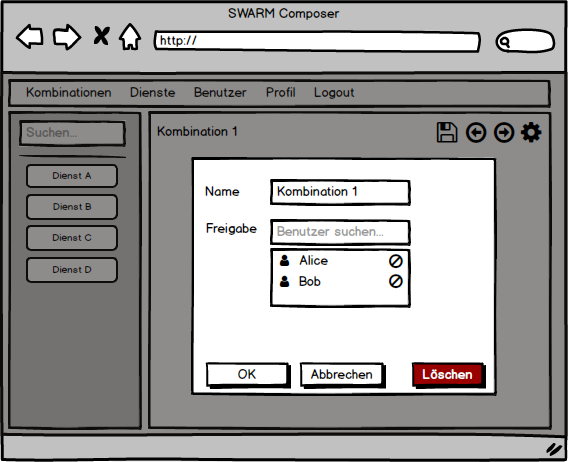 SWARM Composer
http://
Kombinationen Dienste Benutzer Profil Logout
Suchen...
Kombination 1
Dienst A
Dienst B
Dienst C
Dienst D
Name Kombination 1
Freigabe Benutzer suchen...
Alice
Bob
OK Abbrechen Löschen